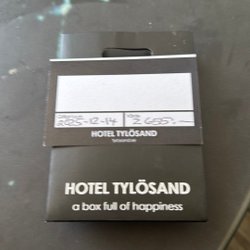 2025-12-14 2 655:-
HOTEL TYLÖSAND
HOTEL TYLÖSAND
a box full of happiness